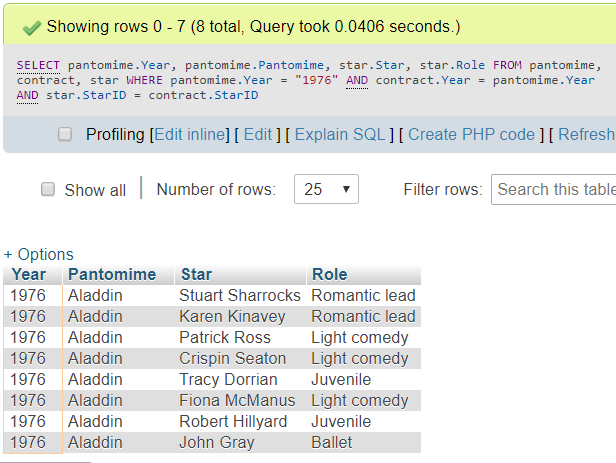 Showing rows 0 - 7 (8 total, Query took 0.0406 seconds.)
SELECT pantomime.Year, pantomime.Pantomime, star.Star, star.Role FROM pantomime,
contract, star WHERE pantomime.Year = "1976" AND contract.Year = pantomime.Year
AND star.StarID = contract.StarID
Profiling [Edit inline] [ Edit ] [ Explain SQL ] [ Create PHP code ] [ Refresh
Show all | Number of rows: 25 Filter rows: Search this table
+ Options
Year Pantomime Star Role
1976 Aladdin Stuart Sharrocks Romantic lead
1976 Aladdin Karen Kinavey Romantic lead
1976 Aladdin Patrick Ross Light comedy
1976 Aladdin Crispin Seaton Light comedy
1976 Aladdin Tracy Dorrian Juvenile
1976 Aladdin Fiona McManus Light comedy
1976 Aladdin Robert Hillyard Juvenile
1976 Aladdin John Gray Ballet